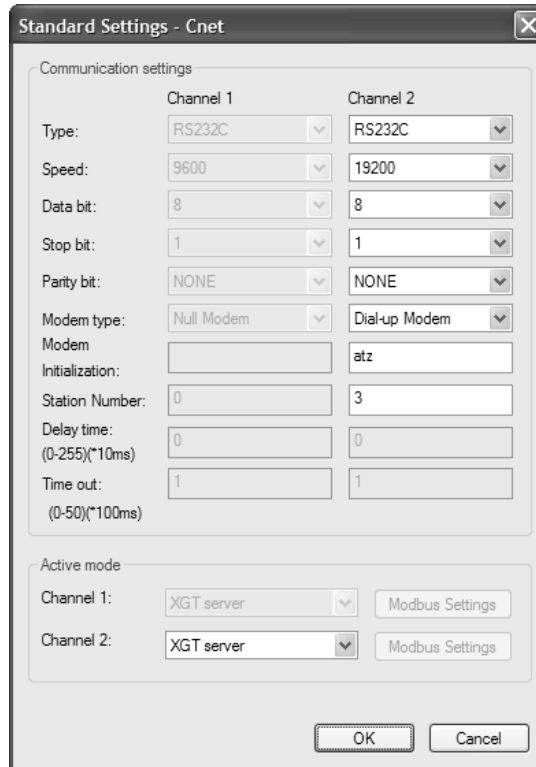 Standard Settings - Cnet
Communication settings
Channel 1 Channel 2
Type: RS232C RS232C
Speed: 9600 19200
Data bit: 8 8
Stop bit: 1 1
Parity bit: NONE NONE
Modem type: Null Modem Dial-up Modem
Modem
Initialization: atz
Station Number: 0 3
Delay time:
(0-255)(*10ms) 0 0
Time out: 1 1
(0-50)(*100ms)
Active mode
Channel 1: XGT server Modbus Settings
Channel 2: XGT server Modbus Settings
OK Cancel